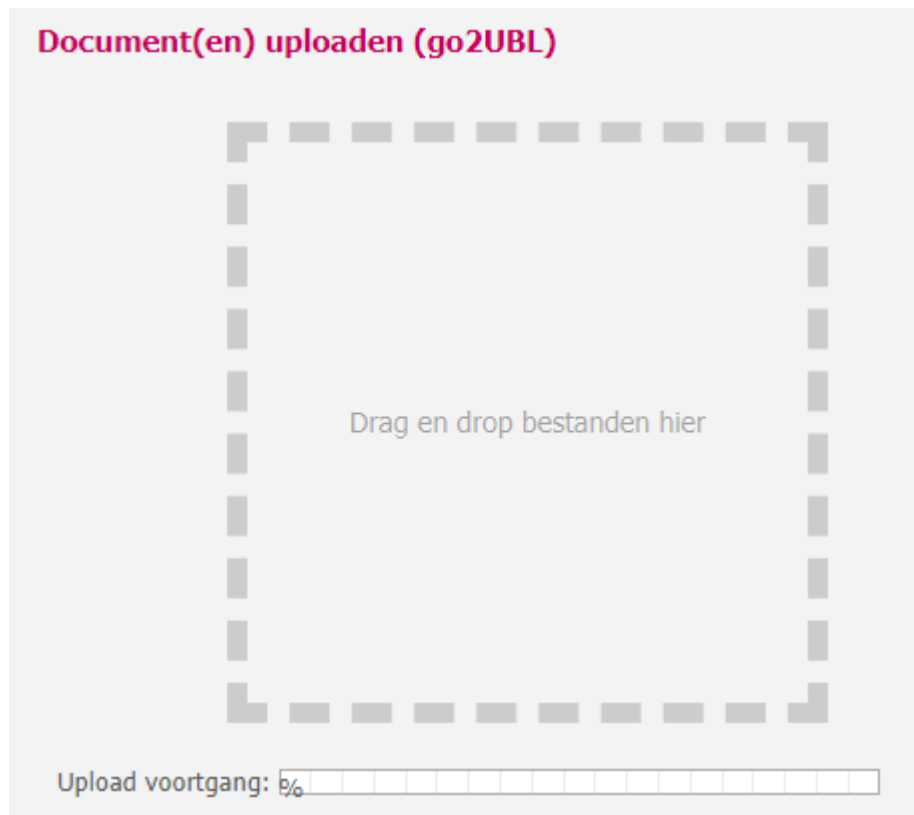 Document(en) uploaden (go2UBL)
Drag en drop bestanden hier
Upload voortgang: %